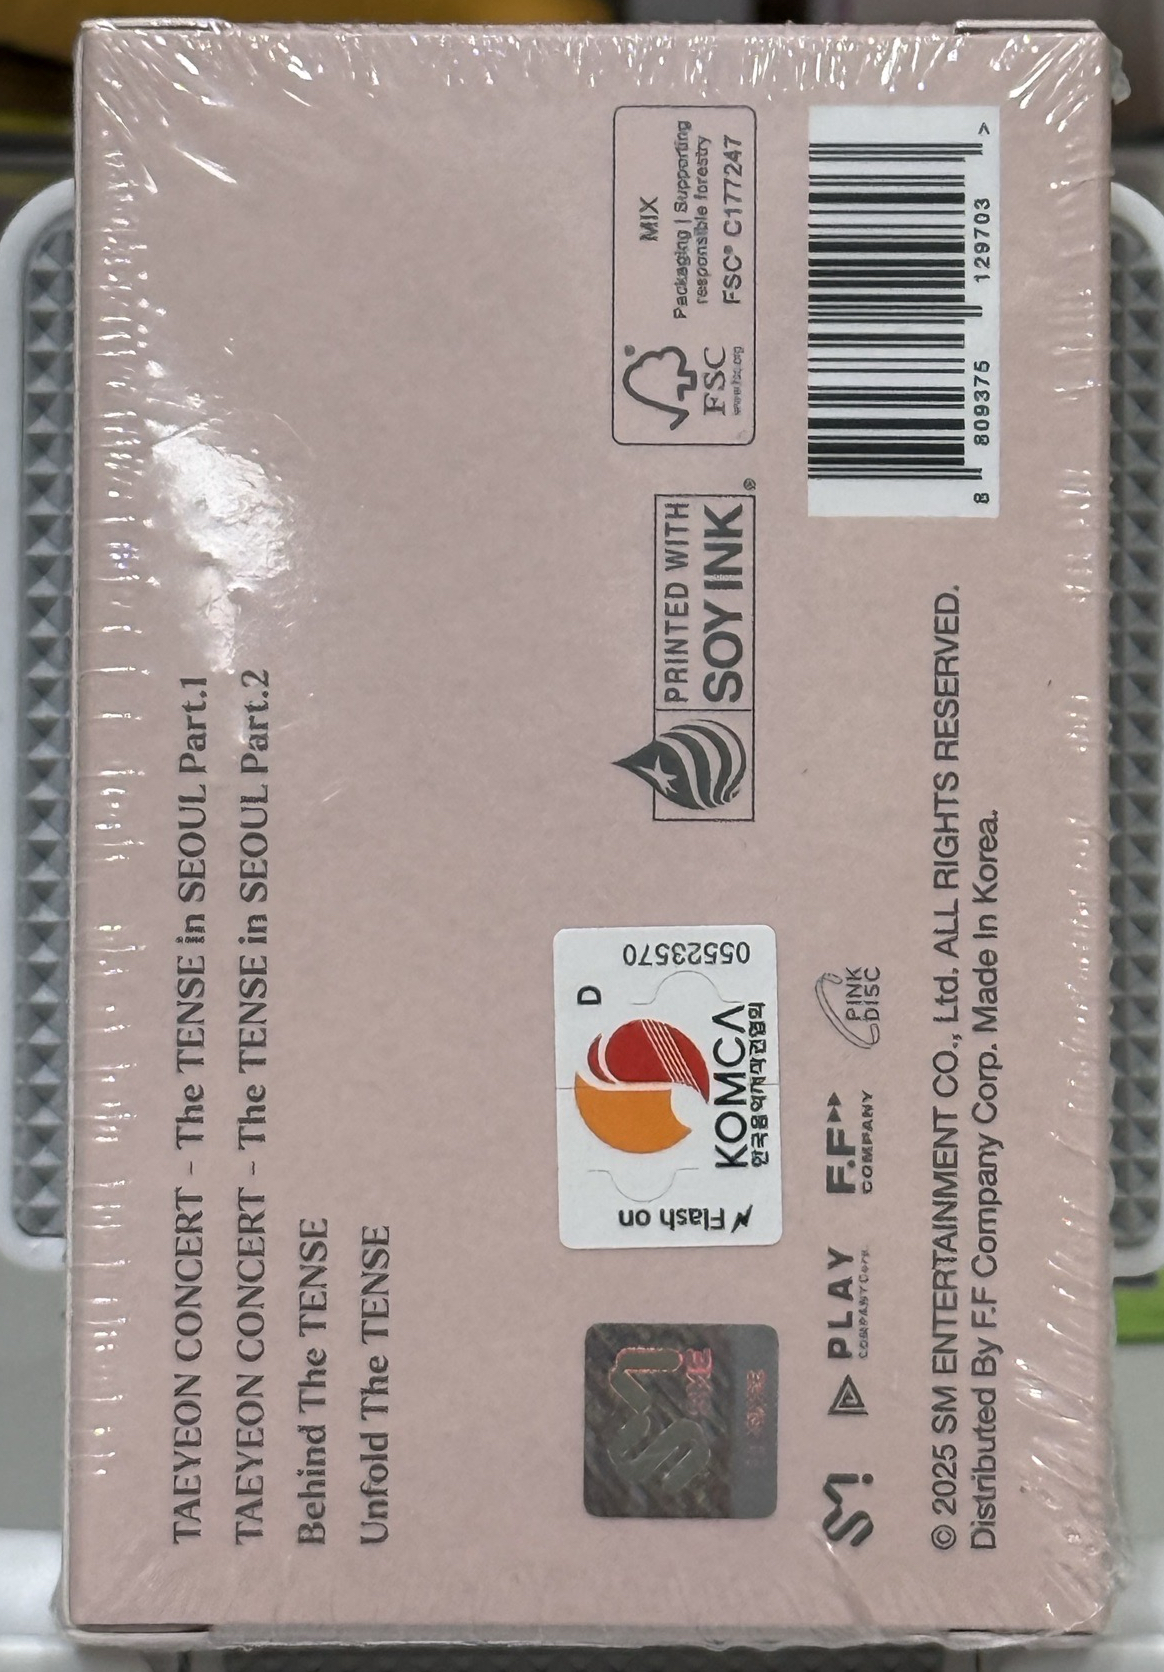 TAEYEON CONCERT - The TENSE in SEOUL Part.1
TAEYEON CONCERT - The TENSE in SEOUL Part.2
Behind The TENSE
Unfold The TENSE
Flash on
KOMCA
한국음악저작권협회
D
05523570
PRINTED WITH
SOY INK®
FSC®
www.fsc.org
MIX
Packaging | Supporting
responsible forestry
FSC® C177247
SM
PLAY
COMPANY Corp.
F.F
COMPANY
PINK
DISC
© 2025 SM ENTERTAINMENT CO., Ltd. ALL RIGHTS RESERVED.
Distributed By F.F Company Corp. Made In Korea.
8 809375 129703 >